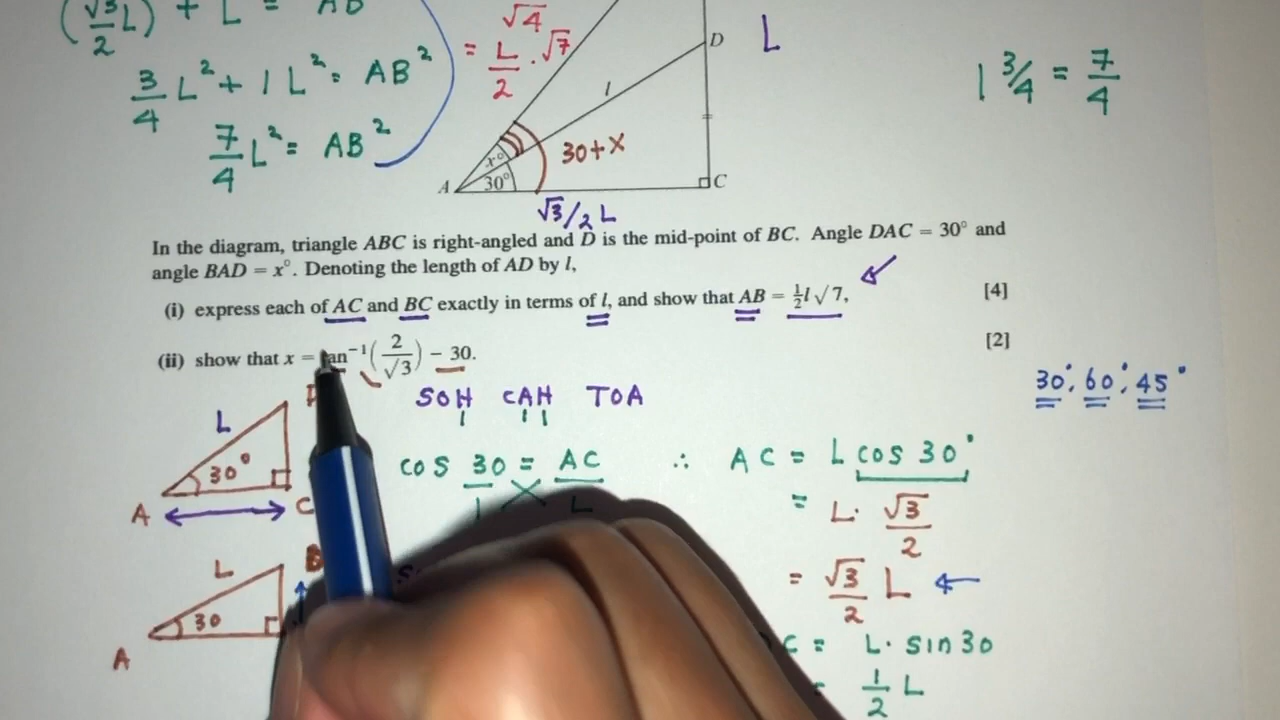 (√3/2 L) + L = AB
3/4 L² + 1L² = AB²
7/4 L² = AB²
√4
= L/2 . √7
D
L
l
x°
30+X
A
30°
C
√3/2 L
1 3/4 = 7/4
In the diagram, triangle ABC is right-angled and D is the mid-point of BC. Angle DAC = 30° and
angle BAD = x°. Denoting the length of AD by l,
(i) express each of AC and BC exactly in terms of l, and show that AB = ½l√7, [4]
(ii) show that x = tan⁻¹(2/√3) − 30. [2]
30°, 60°, 45°
SOH CAH TOA
L
30°
A
C
cos 30 = AC
1 L
∴ AC = L cos 30°
= L. √3/2
= √3/2 L
L
30
A
C = L. sin 30
= 1/2 L